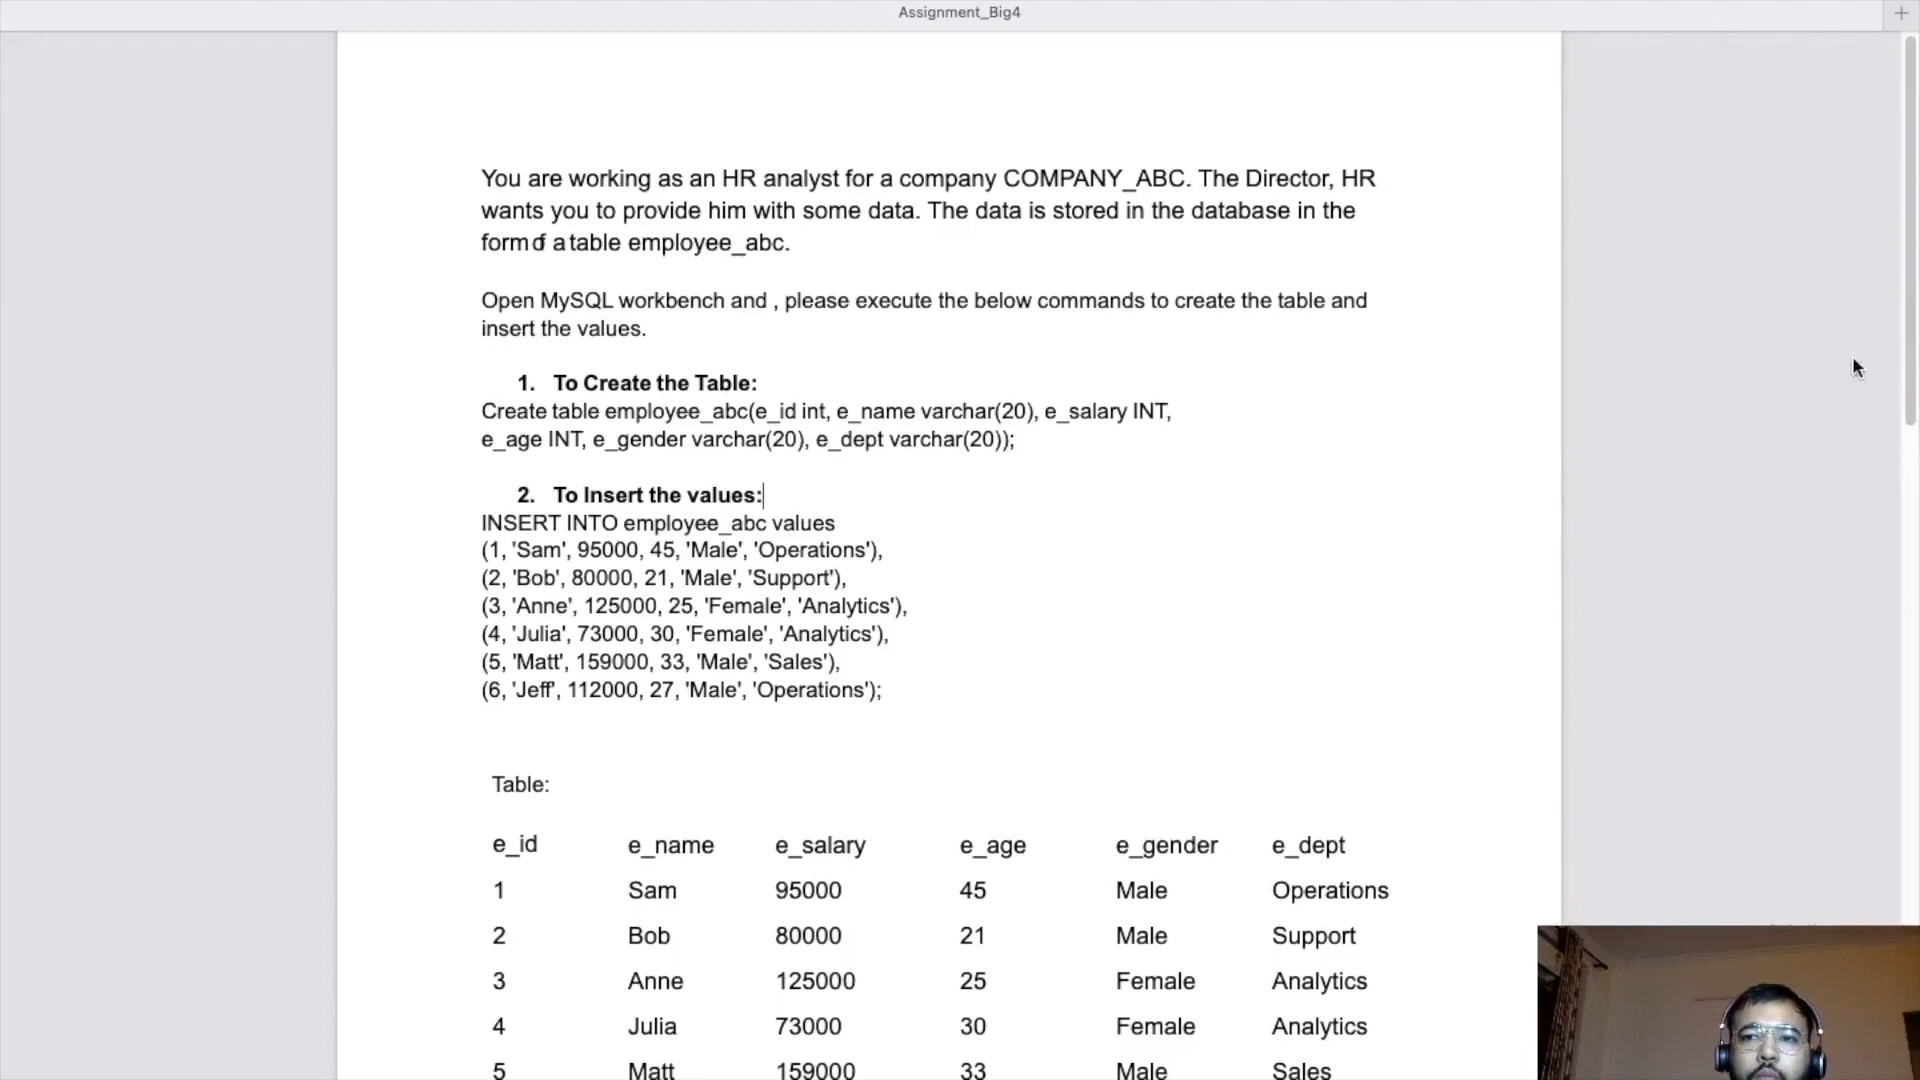 Assignment_Big4
You are working as an HR analyst for a company COMPANY_ABC. The Director, HR
wants you to provide him with some data. The data is stored in the database in the
form of a table employee_abc.
Open MySQL workbench and , please execute the below commands to create the table and
insert the values.
1. To Create the Table:
Create table employee_abc(e_id int, e_name varchar(20), e_salary INT,
e_age INT, e_gender varchar(20), e_dept varchar(20));
2. To Insert the values:
INSERT INTO employee_abc values
(1, 'Sam', 95000, 45, 'Male', 'Operations'),
(2, 'Bob', 80000, 21, 'Male', 'Support'),
(3, 'Anne', 125000, 25, 'Female', 'Analytics'),
(4, 'Julia', 73000, 30, 'Female', 'Analytics'),
(5, 'Matt', 159000, 33, 'Male', 'Sales'),
(6, 'Jeff', 112000, 27, 'Male', 'Operations');
Table:
e_id e_name e_salary e_age e_gender e_dept
1 Sam 95000 45 Male Operations
2 Bob 80000 21 Male Support
3 Anne 125000 25 Female Analytics
4 Julia 73000 30 Female Analytics
5 Matt 159000 33 Male Sales